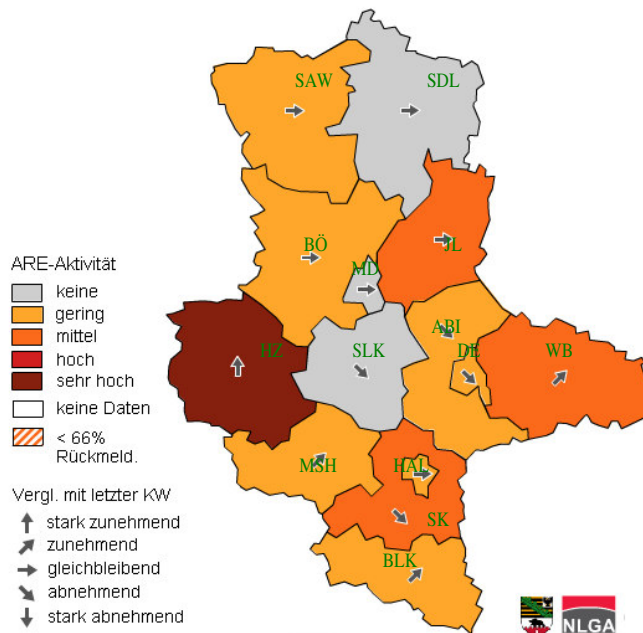 SAW
SDL
BÖ
JL
MD
ARE-Aktivität
keine
gering
mittel
hoch
sehr hoch
keine Daten
< 66%
Rückmeld.
HZ
SLK
ABI
DE
WB
MSH
HAL
SK
BLK
Vergl. mit letzter KW
stark zunehmend
zunehmend
gleichbleibend
abnehmend
stark abnehmend
NLGA